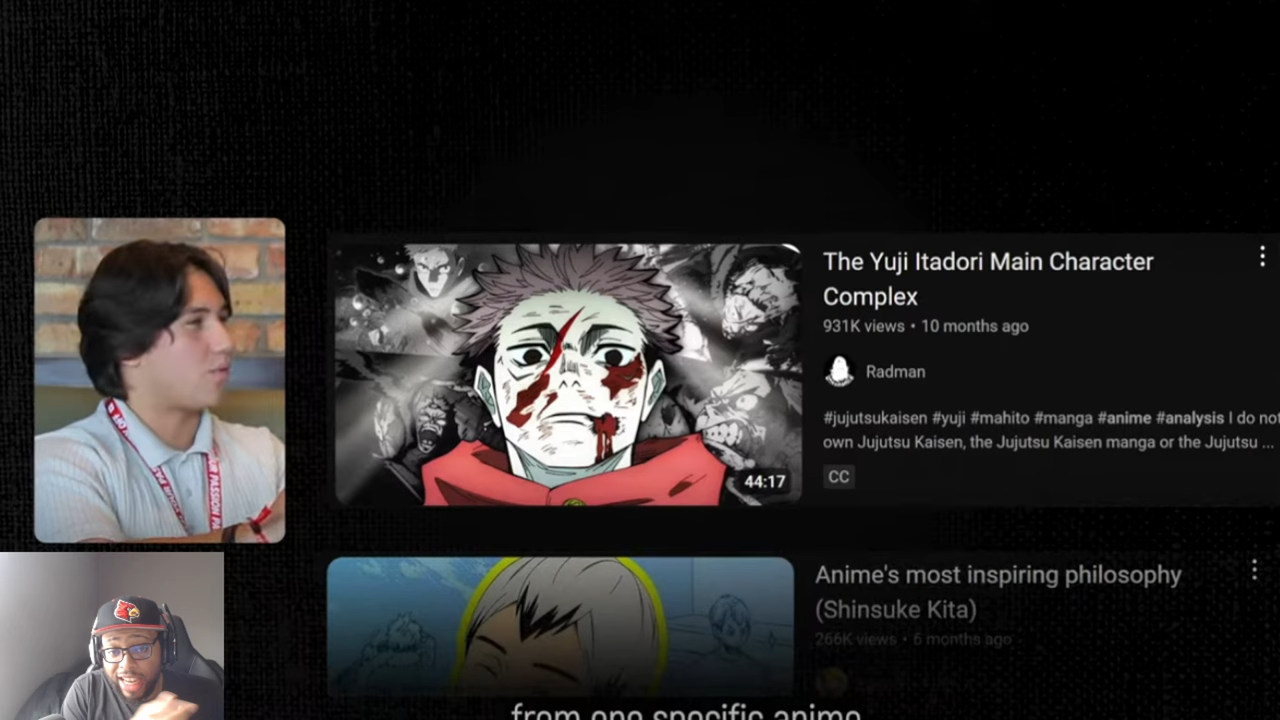 The Yuji Itadori Main Character
Complex
931K views • 10 months ago
Radman
#jujutsukaisen #yuji #mahito #manga #anime #analysis I do not
own Jujutsu Kaisen, the Jujutsu Kaisen manga or the Jujutsu ...
CC
44:17
Anime's most inspiring philosophy
(Shinsuke Kita)
266K views • 6 months ago
from one specific anime